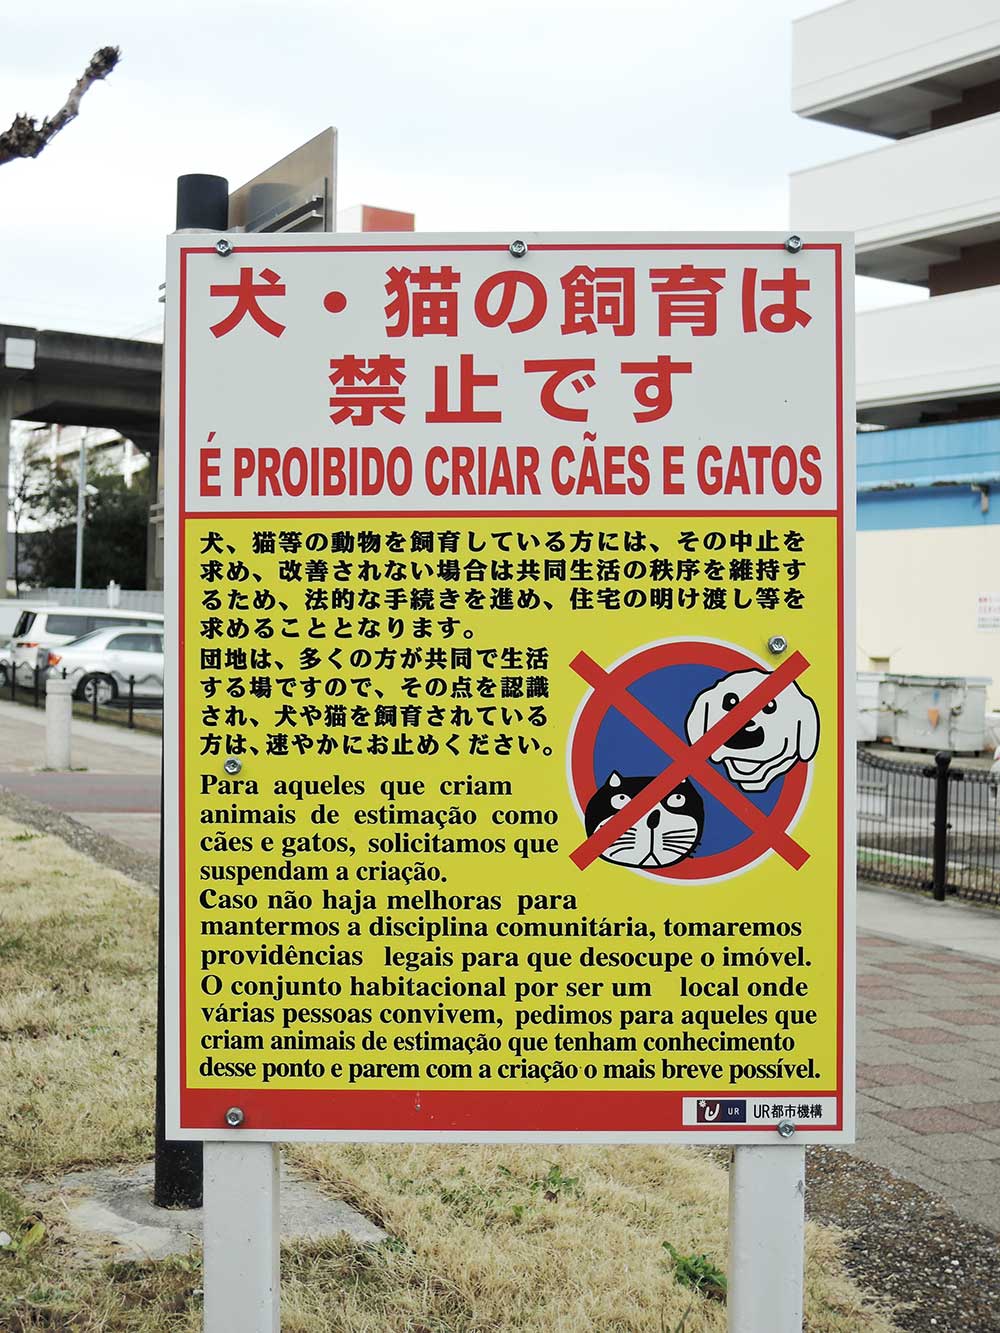 犬・猫の飼育は
禁止です
É PROIBIDO CRIAR CÃES E GATOS
犬、猫等の動物を飼育している方には、その中止を
求め、改善されない場合は共同生活の秩序を維持す
るため、法的な手続きを進め、住宅の明け渡し等を
求めることとなります。
団地は、多くの方が共同で生活
する場ですので、その点を認識
され、犬や猫を飼育されている
方は、速やかにお止めください。
Para aqueles que criam
animais de estimação como
cães e gatos, solicitamos que
suspendam a criação.
Caso não haja melhoras para
mantermos a disciplina comunitária, tomaremos
providências legais para que desocupe o imóvel.
O conjunto habitacional por ser um local onde
várias pessoas convivem, pedimos para aqueles que
criam animais de estimação que tenham conhecimento
desse ponto e parem com a criação o mais breve possível.
UR UR都市機構